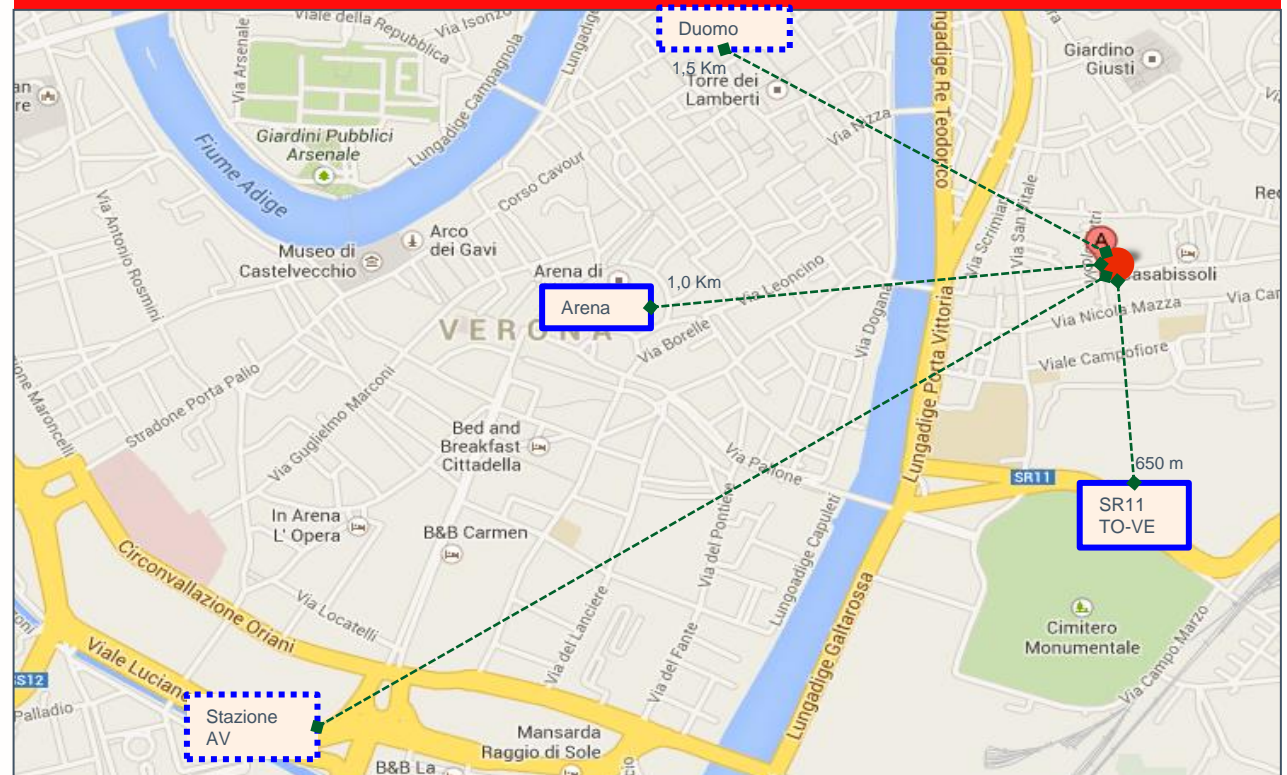 Viale della Repubblica
Via Isonzo
Via Arsenale
Lungadige Campagnola
Duomo
1,5 Km
Torre dei
Lamberti
Giardino
Giusti
Giardini Pubblici
Arsenale
Fiume Adige
Corso Cavour
Via Nizza
Lungadige Re Teodorico
Via Scrimiari
Via San Vitale
Via Antonio Rosmini
Museo di
Castelvecchio
Arco
dei Gavi
Arena di
1,0 Km
Arena
VERONA
Via Leoncino
Via Borelle
Via Dogana
A
Casabissoli
Via Nicola Mazza
Viale Campofiore
Lungadige Porta Vittoria
Stradone Porta Palio
Via Guglielmo Marconi
Bed and
Breakfast
Cittadella
Via Pallone
SR11
650 m
SR11
TO-VE
In Arena
L' Opera
B&B Carmen
Via del Pontiere
Lungoadige Capuleti
Circonvallazione Oriani
Via Locatelli
Via del Lanciere
Via del Fante
Lungadige Galtarossa
Cimitero
Monumentale
Via Campo Marzo
Viale Luciano
SS12
Palladio
Stazione
AV
Mansarda
Raggio di Sole
B&B La